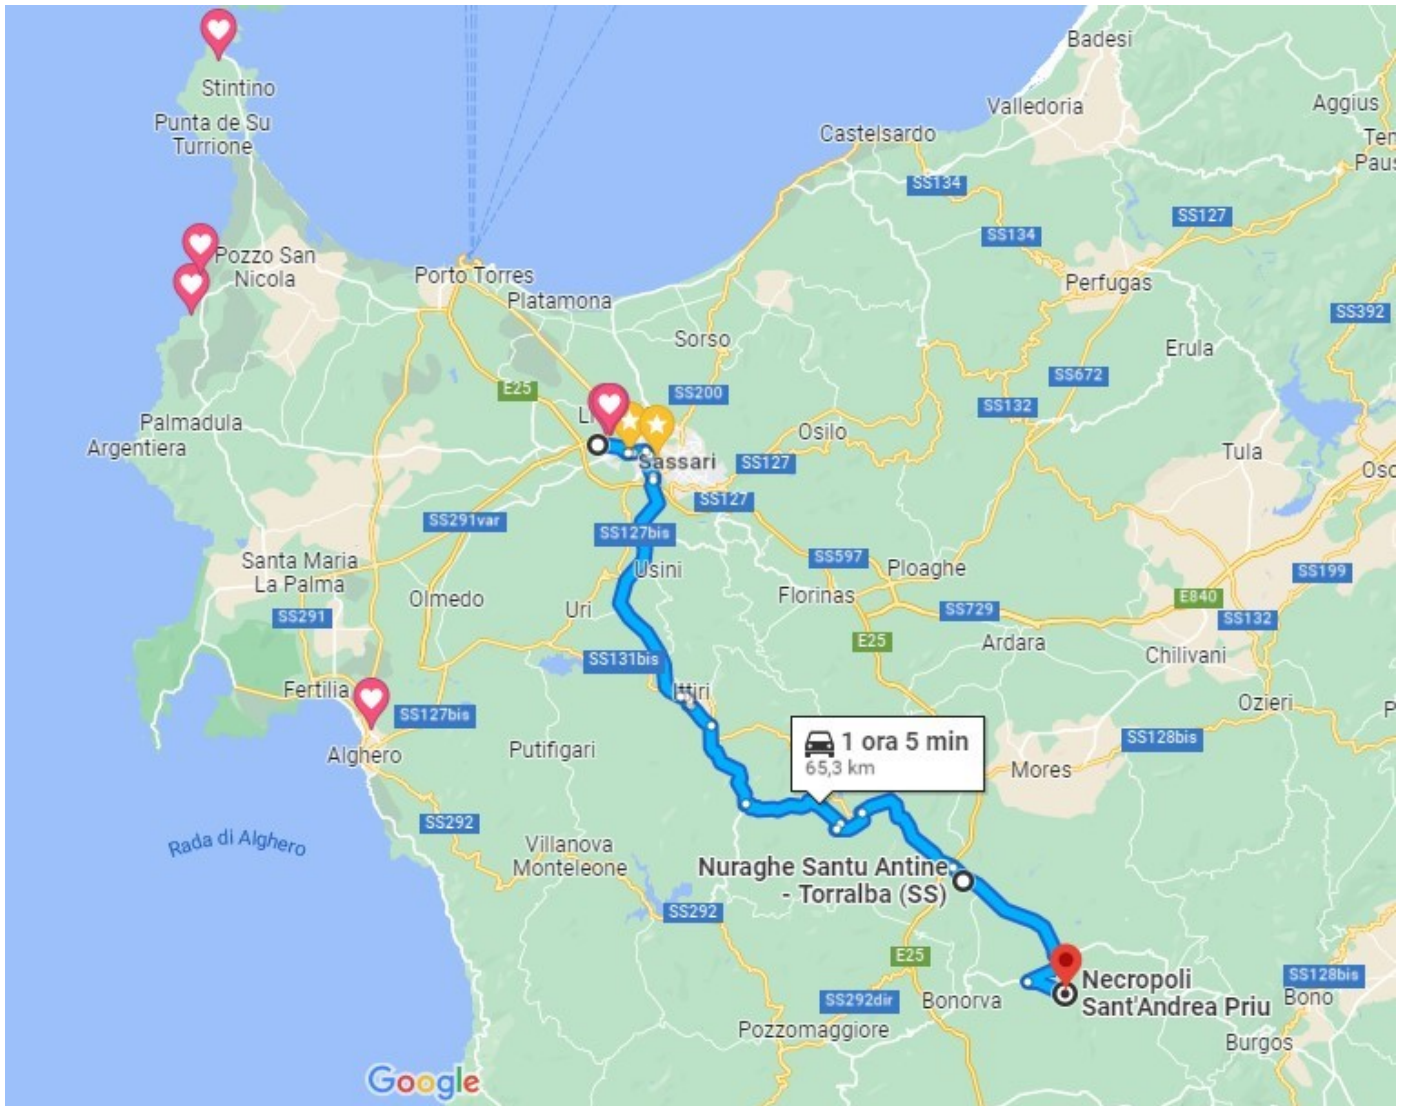 Badesi
Stintino
Valledoria
Aggius
Punta de Su
Turrione
Castelsardo
SS134
SS127
SS134
Pozzo San
Nicola
Porto Torres
Platamona
Perfugas
SS392
Sorso
Erula
SS672
E25
SS200
SS132
Palmadula
Argentiera
Osilo
Tula
Sassari
SS127
SS127
SS291var
SS127bis
Santa Maria
La Palma
Usini
SS597
Ploaghe
SS199
Olmedo
Uri
Florinas
E840
SS291
SS729
SS132
E25
Ardara
SS131bis
Chilivani
Fertilia
Ittiri
Ozieri
SS127bis
Alghero
Putifigari
1 ora 5 min
65,3 km
SS128bis
Mores
SS292
Rada di Alghero
Villanova
Monteleone
Nuraghe Santu Antine
- Torralba (SS)
SS292
E25
Necropoli
Sant'Andrea Priu
SS128bis
Bono
SS292dir
Bonorva
Pozzomaggiore
Burgos
Google